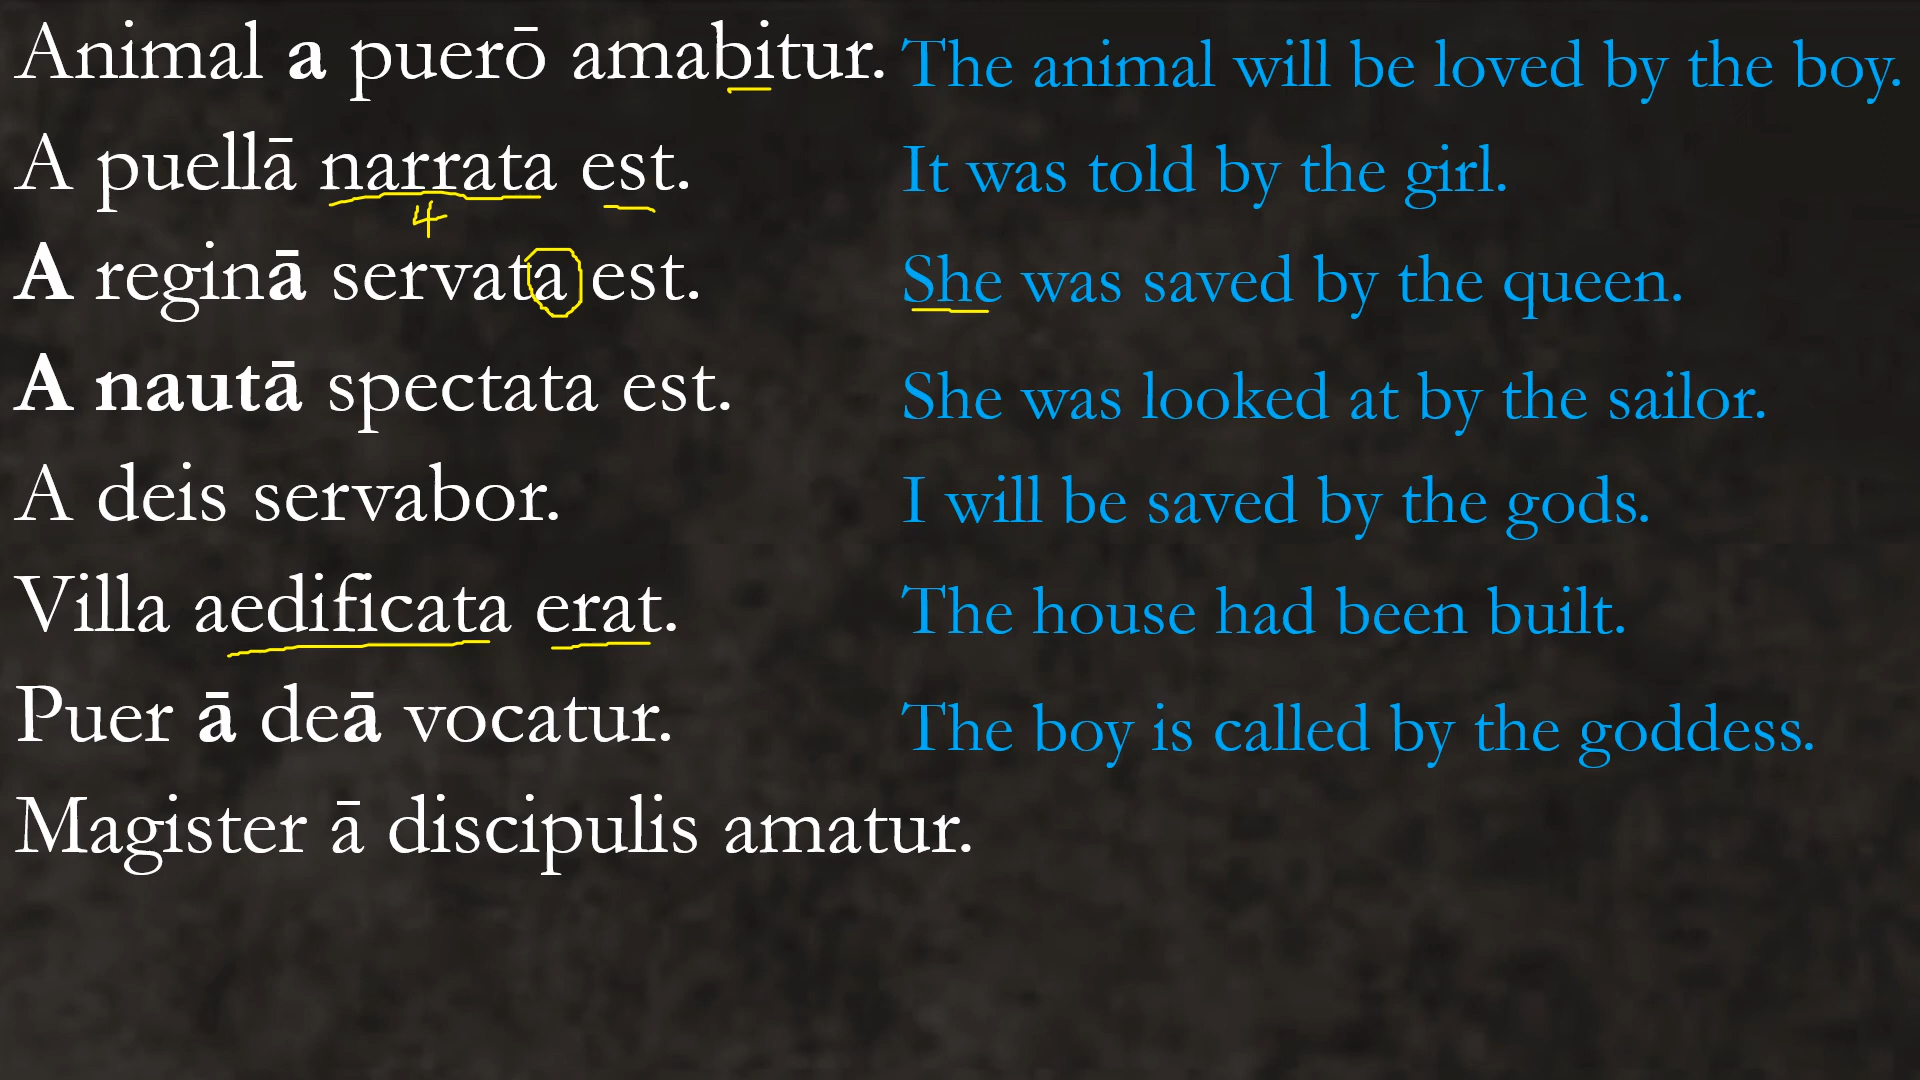 Animal a puerō amabitur. The animal will be loved by the boy.
A puellā narrata est. It was told by the girl.
4
A reginā servata est. She was saved by the queen.
A nautā spectata est. She was looked at by the sailor.
A deis servabor. I will be saved by the gods.
Villa aedificata erat. The house had been built.
Puer ā deā vocatur. The boy is called by the goddess.
Magister ā discipulis amatur.